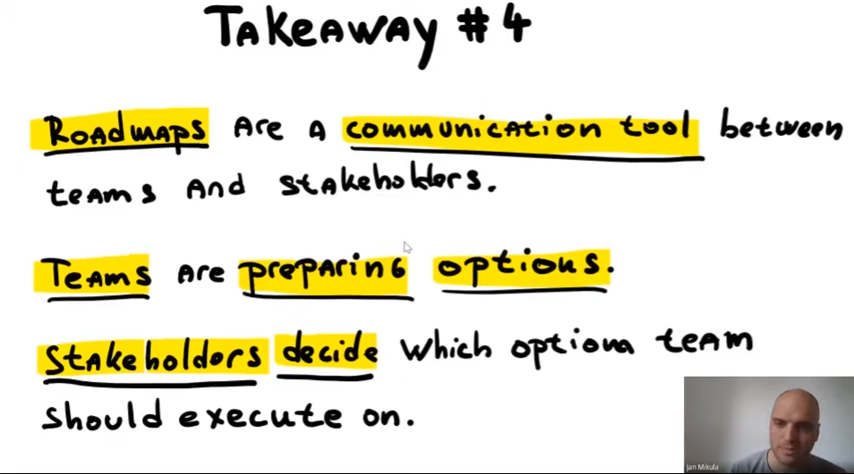 Takeaway #4
Roadmaps are a communication tool between
teams and stakeholders.
Teams are preparing options.
Stakeholders decide which optiom team
should execute on.
Jan Mikula